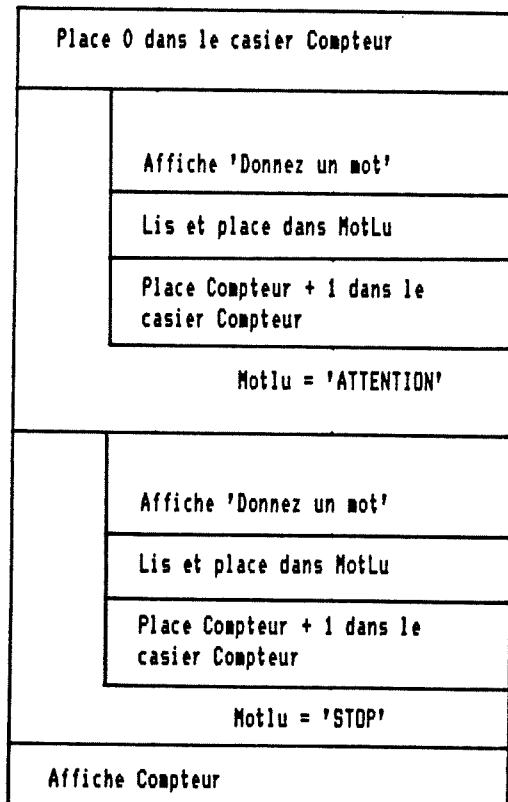 Place 0 dans le casier Compteur
Affiche 'Donnez un mot'
Lis et place dans MotLu
Place Compteur + 1 dans le
casier Compteur
Motlu = 'ATTENTION'
Affiche 'Donnez un mot'
Lis et place dans MotLu
Place Compteur + 1 dans le
casier Compteur
Motlu = 'STOP'
Affiche Compteur